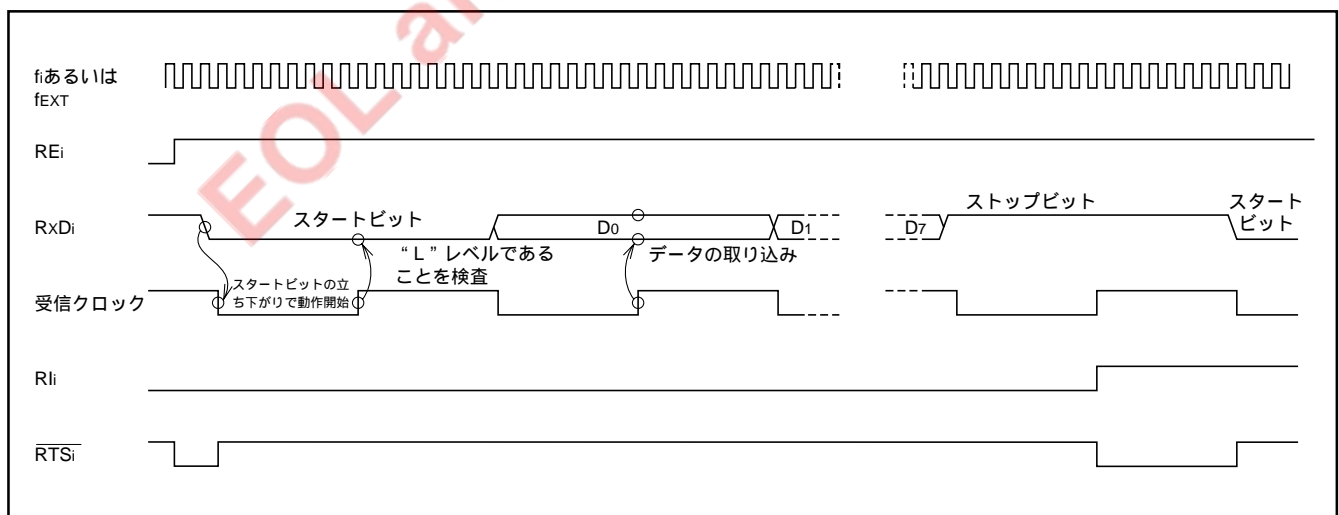 EOL an
fiあるいは
fEXT
REi
RxDi
スタートビット
D0
D1
D7
ストップビット
スタート
ビット
“L”レベルである
ことを検査
データの取り込み
スタートビットの立
ち下がりで動作開始
受信クロック
RIi
RTSi